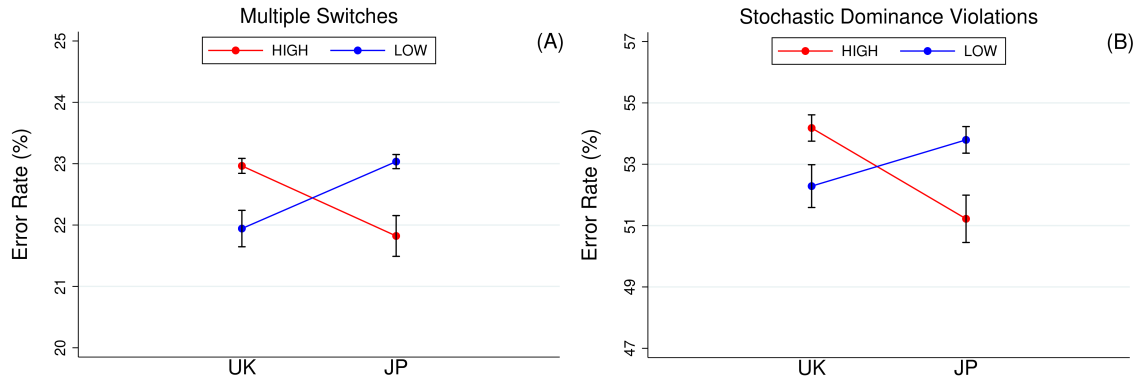 Multiple Switches
(A)
HIGH LOW
Error Rate (%)
25
24
23
22
21
20
UK JP
Stochastic Dominance Violations
(B)
HIGH LOW
Error Rate (%)
57
55
53
51
49
47
UK JP